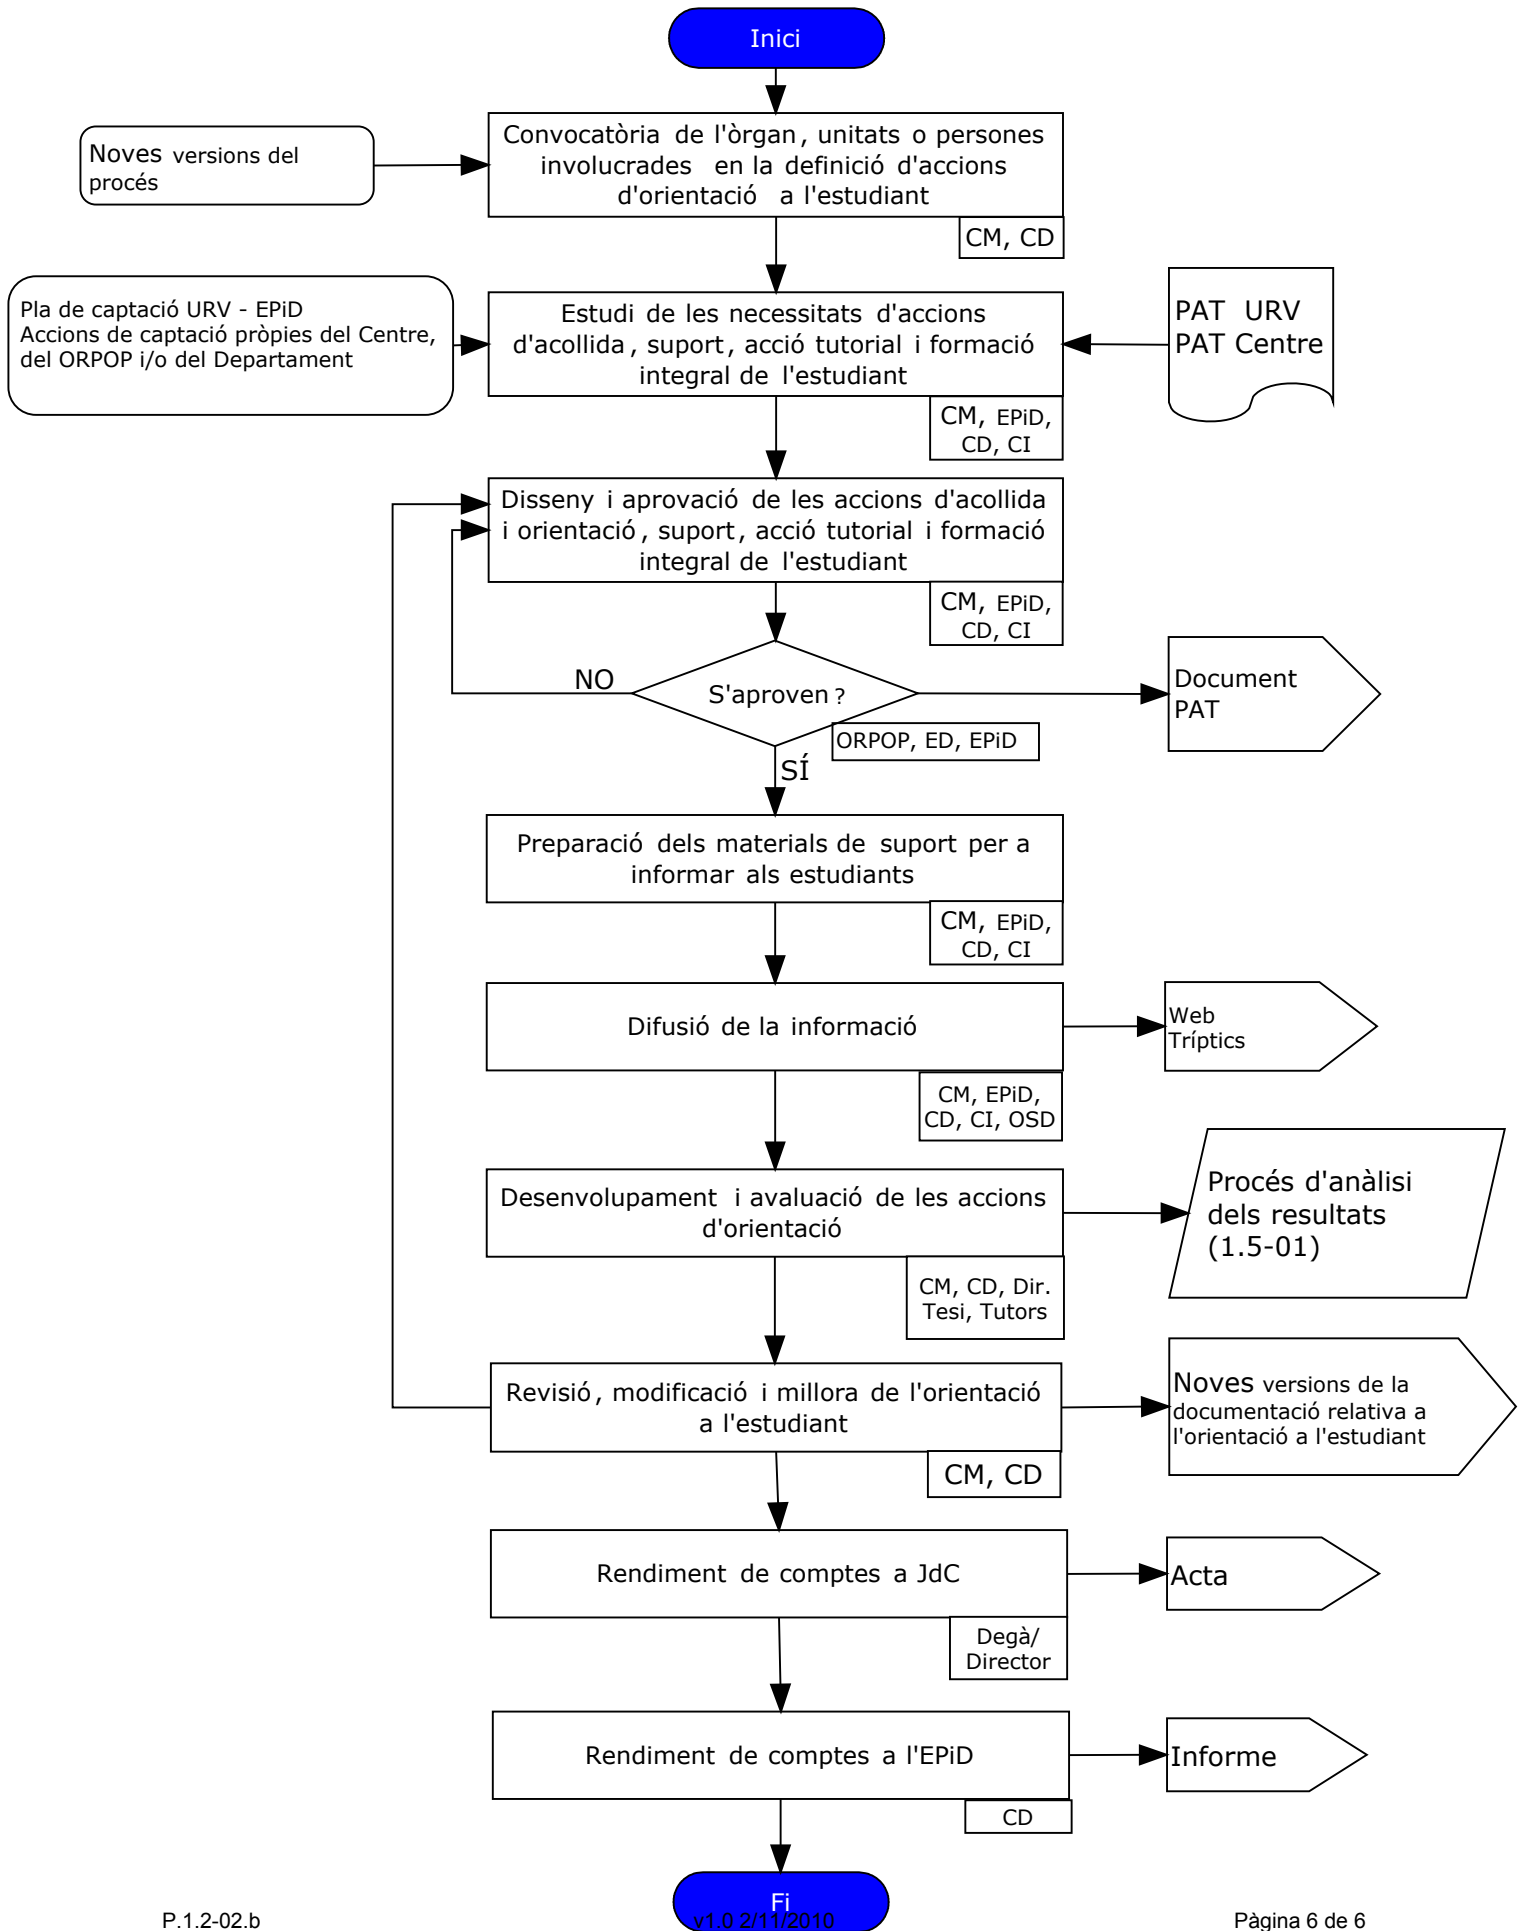 Inici
Noves versions del
procés
Convocatòria de l'òrgan, unitats o persones
involucrades en la definició d'accions
d'orientació a l'estudiant
CM, CD
Pla de captació URV - EPiD
Accions de captació pròpies del Centre,
del ORPOP i/o del Departament
Estudi de les necessitats d'accions
d'acollida, suport, acció tutorial i formació
integral de l'estudiant
PAT URV
PAT Centre
CM, EPiD,
CD, CI
Disseny i aprovació de les accions d'acollida
i orientació, suport, acció tutorial i formació
integral de l'estudiant
CM, EPiD,
CD, CI
NO
S'aproven?
Document
PAT
ORPOP, ED, EPiD
SÍ
Preparació dels materials de suport per a
informar als estudiants
CM, EPiD,
CD, CI
Difusió de la informació
Web
Tríptics
CM, EPiD,
CD, CI, OSD
Desenvolupament i avaluació de les accions
d'orientació
Procés d'anàlisi
dels resultats
(1.5-01)
CM, CD, Dir.
Tesi, Tutors
Revisió, modificació i millora de l'orientació
a l'estudiant
Noves versions de la
documentació relativa a
l'orientació a l'estudiant
CM, CD
Rendiment de comptes a JdC
Acta
Degà/
Director
Rendiment de comptes a l'EPiD
Informe
CD
Fi
P.1.2-02.b v1.0 2/11/2010 Pàgina 6 de 6